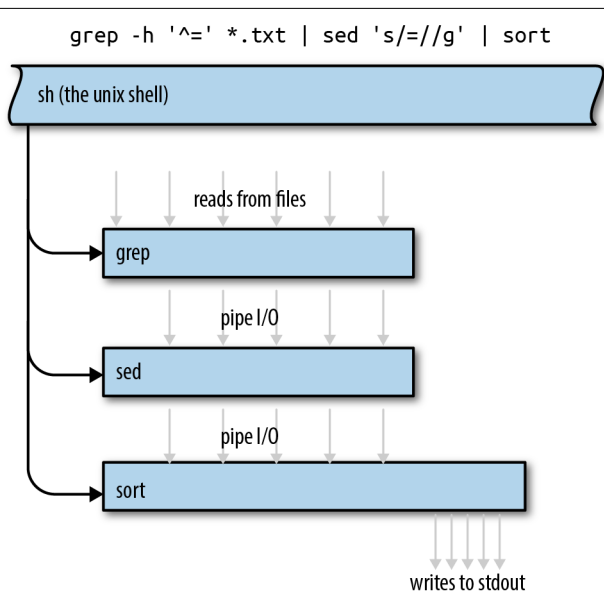 grep -h '^=' *.txt | sed 's/=//g' | sort
sh (the unix shell)
reads from files
grep
pipe I/O
sed
pipe I/O
sort
writes to stdout